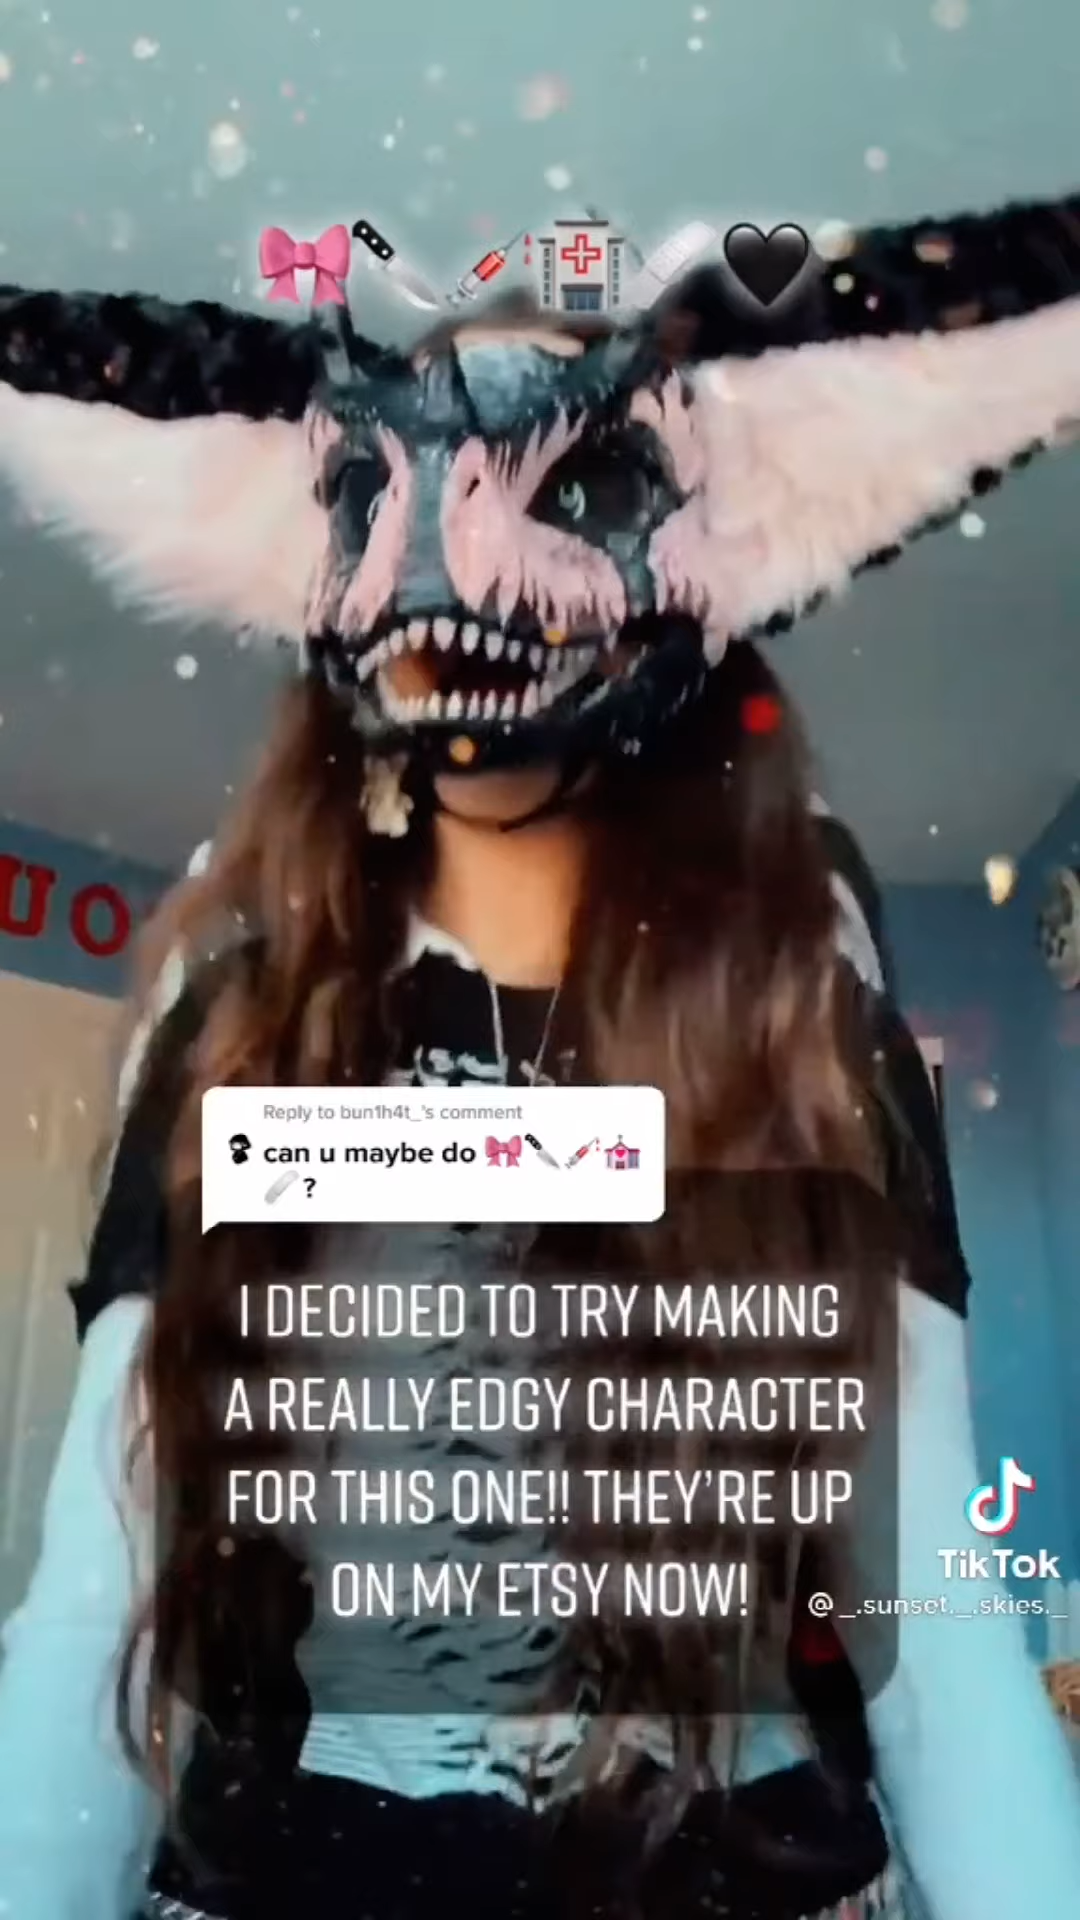 🎀🔪💉🏥🩹🖤
UO
Reply to bun1h4t_'s comment
can u maybe do 🎀🔪💉💒
🩹?
I DECIDED TO TRY MAKING
A REALLY EDGY CHARACTER
FOR THIS ONE!! THEY'RE UP
ON MY ETSY NOW!
TikTok
@_.sunset._.skies._